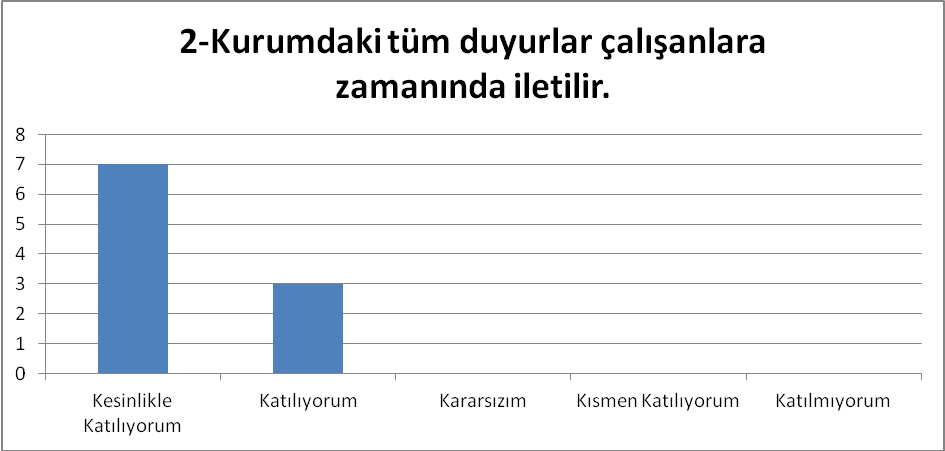 2-Kurumdaki tüm duyurlar çalışanlara
zamanında iletilir.
8
7
6
5
4
3
2
1
0
Kesinlikle
Katılıyorum
Katılıyorum
Kararsızım
Kısmen Katılıyorum
Katılmıyorum